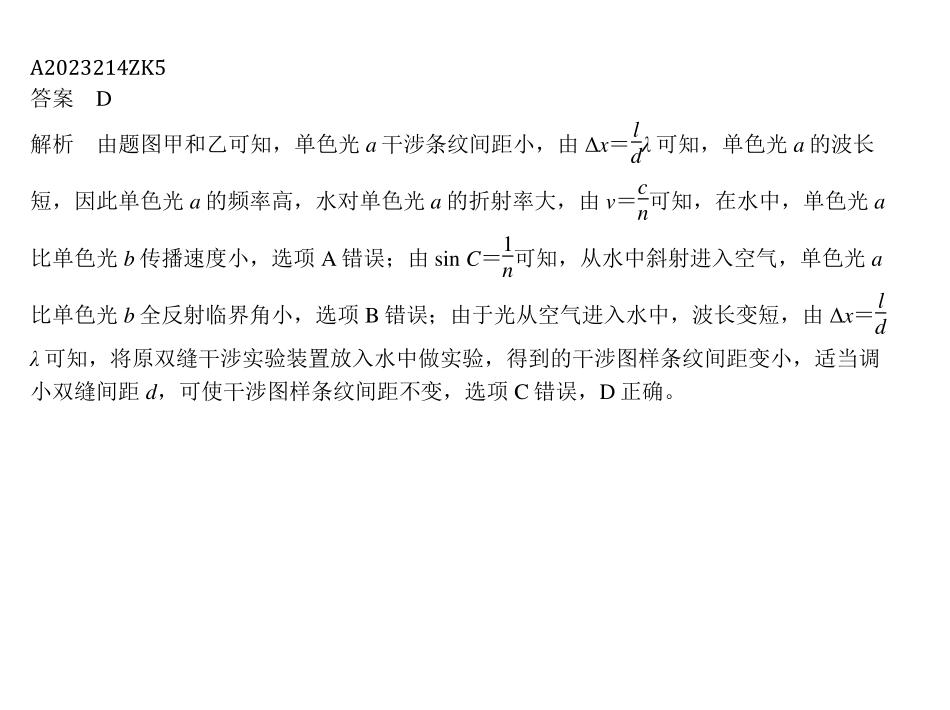 A2023214ZK5
答案　D
解析　由题图甲和乙可知，单色光 a 干涉条纹间距小，由 Δx＝l/dλ 可知，单色光 a 的波长
短，因此单色光 a 的频率高，水对单色光 a 的折射率大，由 v＝c/n可知，在水中，单色光 a
比单色光 b 传播速度小，选项 A 错误；由 sin C＝1/n可知，从水中斜射进入空气，单色光 a
比单色光 b 全反射临界角小，选项 B 错误；由于光从空气进入水中，波长变短，由 Δx＝l/d
λ 可知，将原双缝干涉实验装置放入水中做实验，得到的干涉图样条纹间距变小，适当调
小双缝间距 d，可使干涉图样条纹间距不变，选项 C 错误，D 正确。